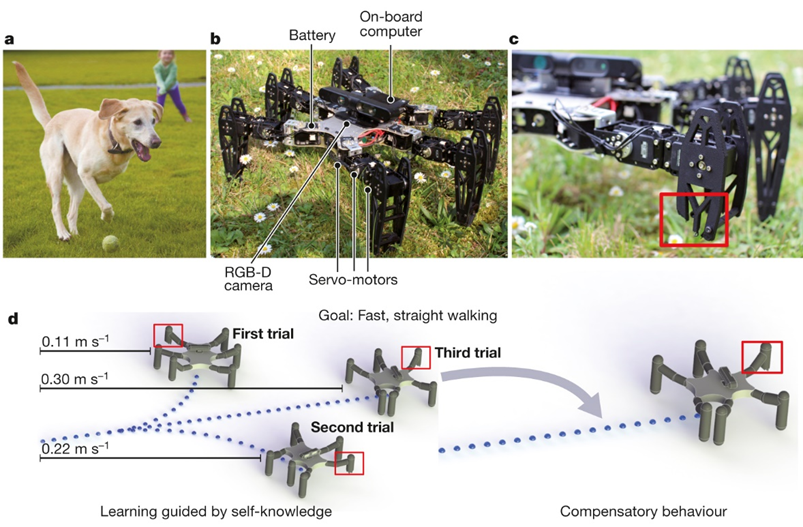 a
b
Battery
On-board
computer
c
RGB-D
camera
Servo-motors
d
Goal: Fast, straight walking
0.11 m s⁻¹
First trial
0.30 m s⁻¹
Third trial
Second trial
0.22 m s⁻¹
Learning guided by self-knowledge
Compensatory behaviour